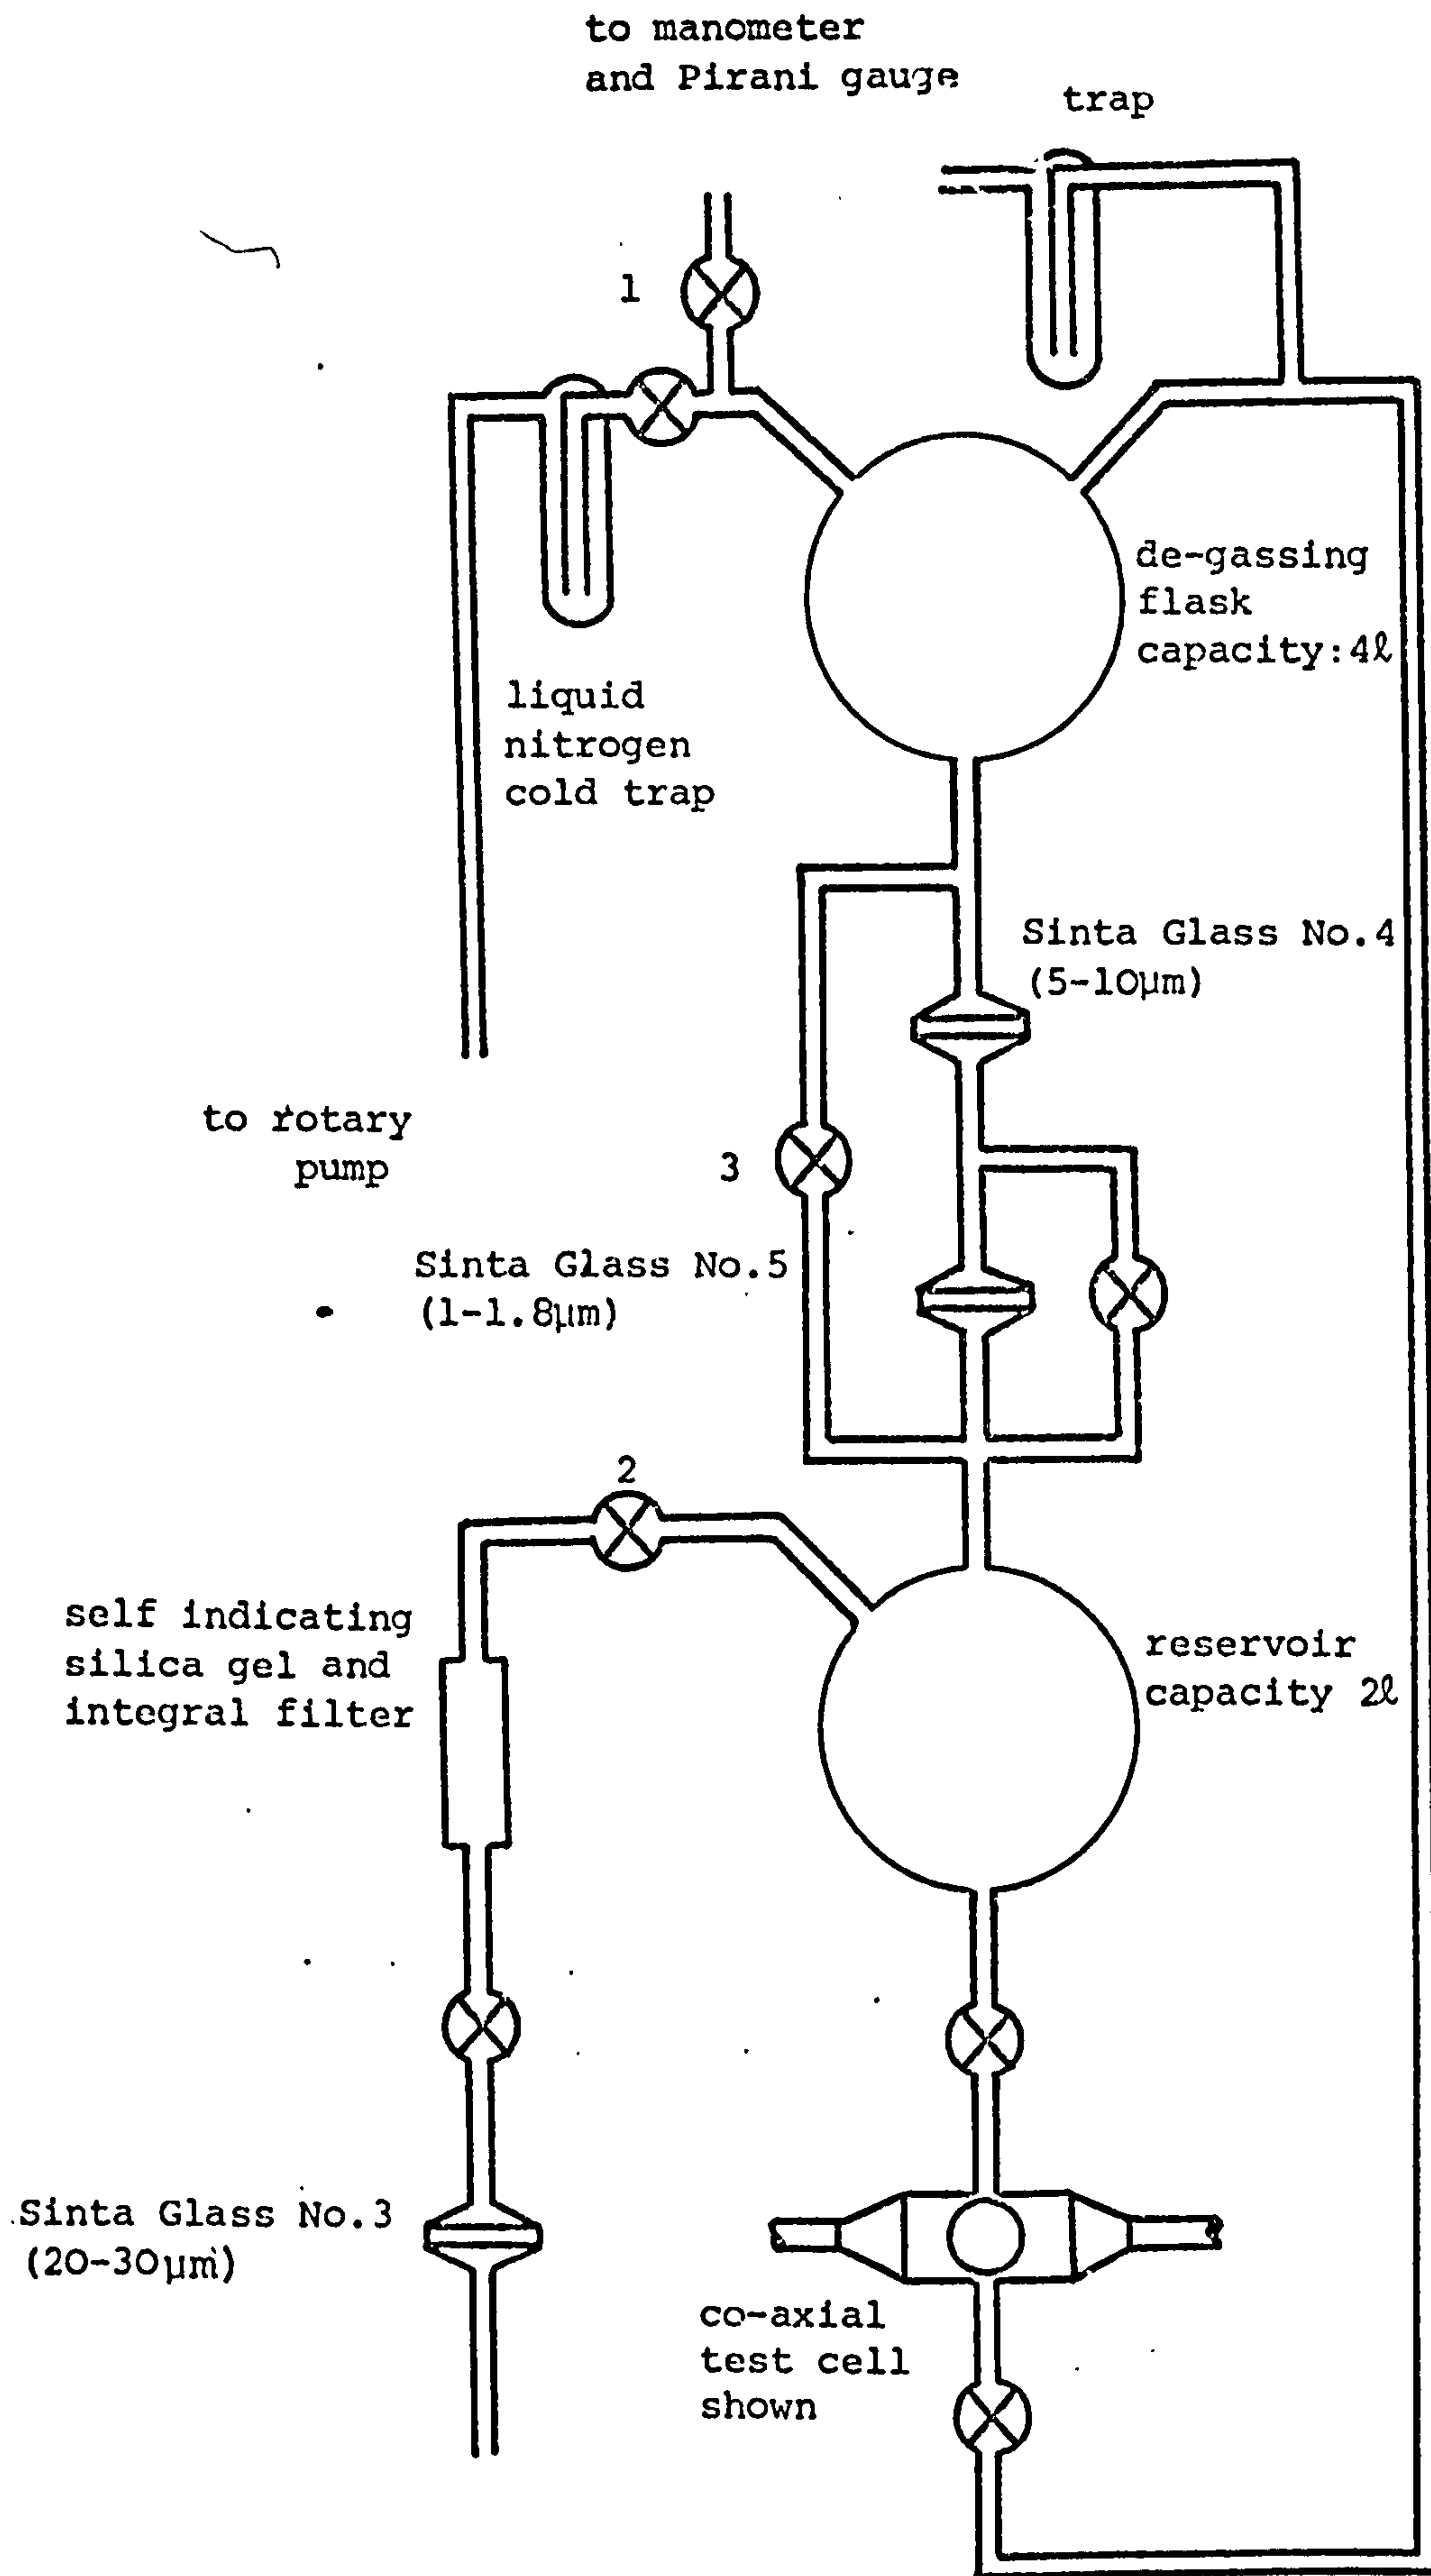 to manometer
and Pirani gauge
trap
1
de-gassing
flask
capacity:4ℓ
liquid
nitrogen
cold trap
Sinta Glass No.4
(5-10μm)
to rotary
pump
3
Sinta Glass No.5
(1-1.8μm)
2
self indicating
silica gel and
integral filter
reservoir
capacity 2ℓ
Sinta Glass No.3
(20-30μm)
co-axial
test cell
shown